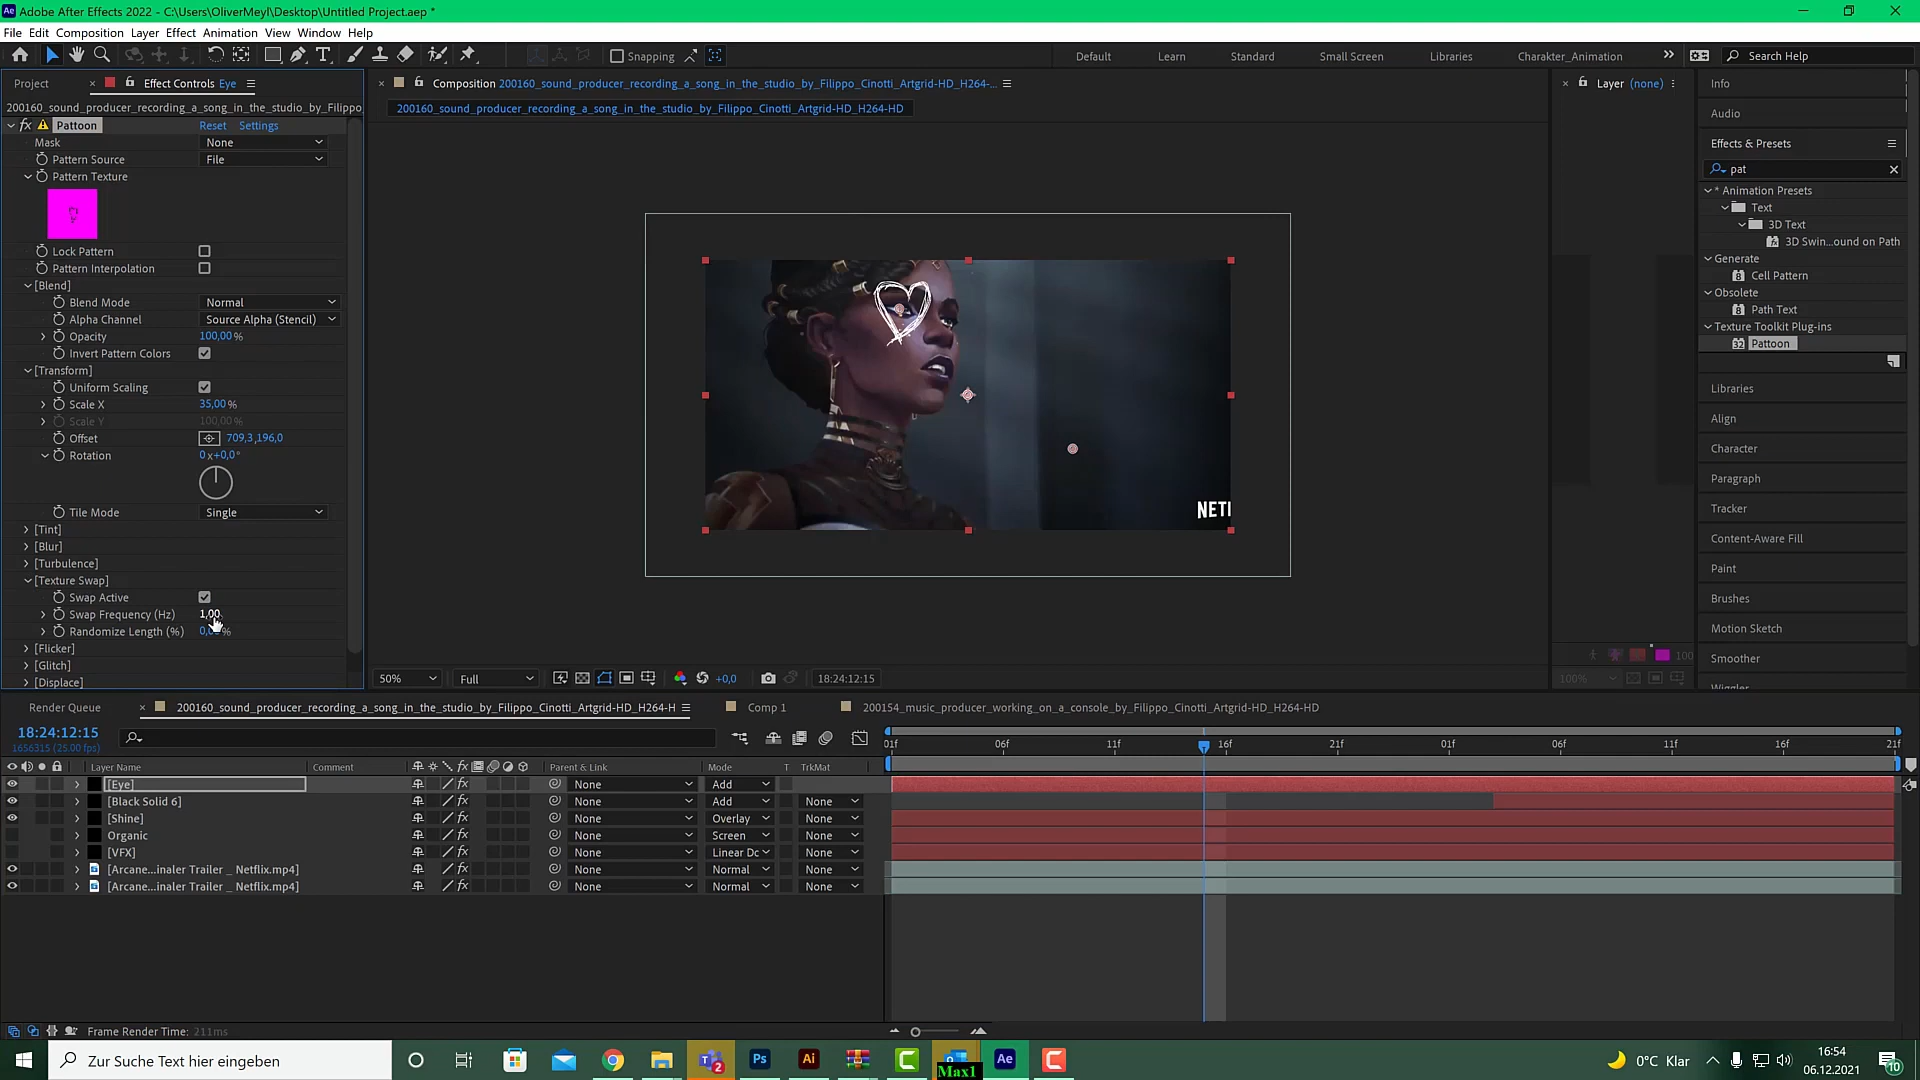 Adobe After Effects 2022 - C:\Users\OliverMeyl\Desktop\Untitled Project.aep *
File Edit Composition Layer Effect Animation View Window Help
Snapping
Default Learn Standard Small Screen Libraries Charakter_Animation
Search Help
Project Effect Controls Eye
Composition 200160_sound_producer_recording_a_song_in_the_studio_by_Filippo_Cinotti_Artgrid-HD_H264-...
Layer (none)
200160_sound_producer_recording_a_song_in_the_studio_by_Filippo
200160_sound_producer_recording_a_song_in_the_studio_by_Filippo_Cinotti_Artgrid-HD_H264-HD
Pattoon Reset Settings
Mask None
Pattern Source File
Pattern Texture
Lock Pattern
Pattern Interpolation
[Blend]
Blend Mode Normal
Alpha Channel Source Alpha (Stencil)
Opacity 100,00 %
Invert Pattern Colors
[Transform]
Uniform Scaling
Scale X 35,00 %
Scale Y 100,00 %
Offset 709,3,196,0
Rotation 0x+0,0°
Tile Mode Single
[Tint]
[Blur]
[Turbulence]
[Texture Swap]
Swap Active
Swap Frequency (Hz) 1,00
Randomize Length (%)
[Flicker]
[Glitch]
[Displace]
NETI
50% Full +0,0 18:24:12:15
100%
100
Info
Audio
Effects & Presets
pat
* Animation Presets
Text
3D Text
3D Swin...ound on Path
Generate
Cell Pattern
Obsolete
Path Text
Texture Toolkit Plug-ins
Pattoon
Libraries
Align
Character
Paragraph
Tracker
Content-Aware Fill
Paint
Brushes
Motion Sketch
Smoother
Wiggler
Render Queue 200160_sound_producer_recording_a_song_in_the_studio_by_Filippo_Cinotti_Artgrid-HD_H264-H Comp 1 200154_music_producer_working_on_a_console_by_Filippo_Cinotti_Artgrid-HD_H264-HD
18:24:12:15
1656315 (25.00 fps)
01f 06f 11f 16f 21f 01f 06f 11f 16f 21f
Layer Name Comment Parent & Link Mode T TrkMat
[Eye] None Add
[Black Solid 6] None Add None
[Shine] None Overlay None
Organic None Screen None
[VFX] None Linear Dc None
[Arcane...inaler Trailer _ Netflix.mp4] None Normal None
[Arcane...inaler Trailer _ Netflix.mp4] None Normal None
Frame Render Time: 211ms
Zur Suche Text hier eingeben
2
Ps
Ai
Max1
Ae
0°C Klar
16:54
06.12.2021
10